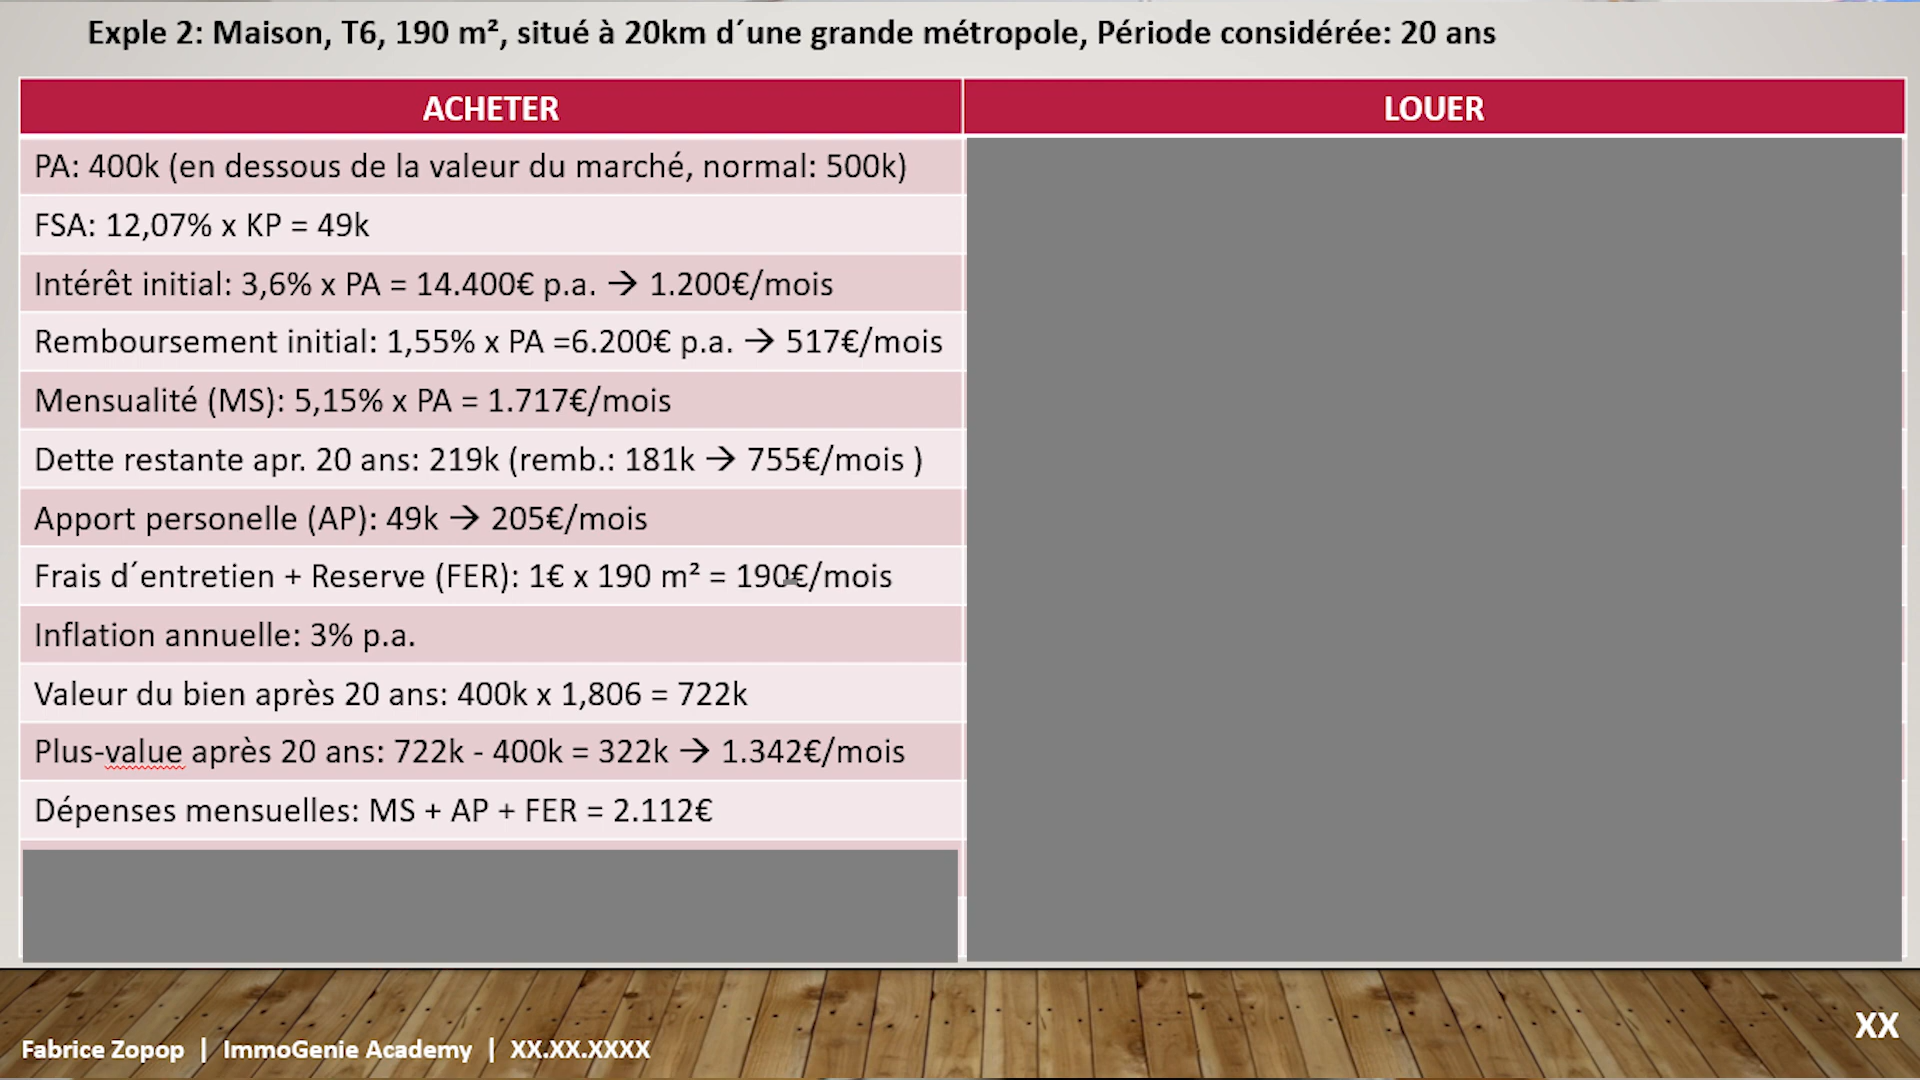 Exple 2: Maison, T6, 190 m², situé à 20km d´une grande métropole, Période considérée: 20 ans
ACHETER
LOUER
PA: 400k (en dessous de la valeur du marché, normal: 500k)
FSA: 12,07% x KP = 49k
Intérêt initial: 3,6% x PA = 14.400€ p.a. → 1.200€/mois
Remboursement initial: 1,55% x PA =6.200€ p.a. → 517€/mois
Mensualité (MS): 5,15% x PA = 1.717€/mois
Dette restante apr. 20 ans: 219k (remb.: 181k → 755€/mois )
Apport personelle (AP): 49k → 205€/mois
Frais d´entretien + Reserve (FER): 1€ x 190 m² = 190€/mois
Inflation annuelle: 3% p.a.
Valeur du bien après 20 ans: 400k x 1,806 = 722k
Plus-value après 20 ans: 722k - 400k = 322k → 1.342€/mois
Dépenses mensuelles: MS + AP + FER = 2.112€
XX
Fabrice Zopop | ImmoGenie Academy | XX.XX.XXXX